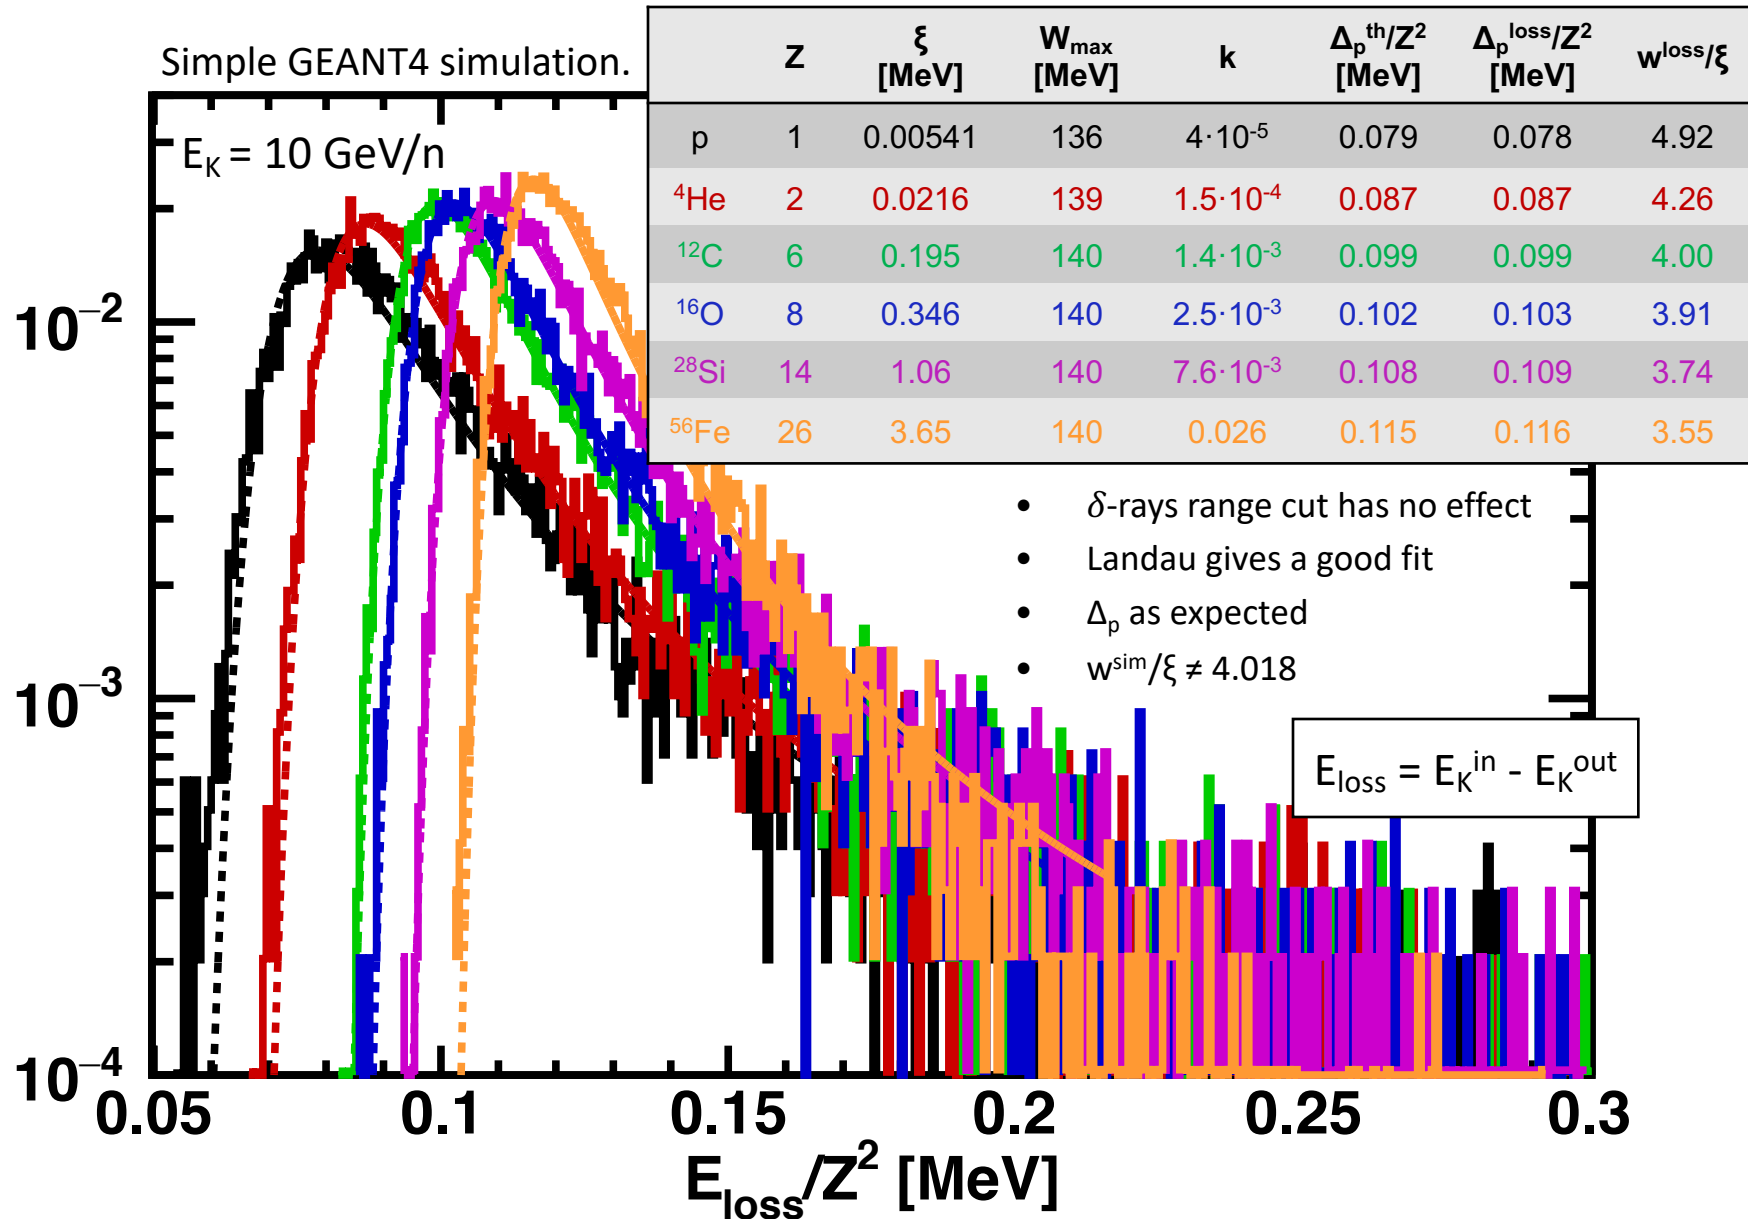 Simple GEANT4 simulation.
E_K = 10 GeV/n
Z ξ [MeV] W_max [MeV] k Δ_p^th/Z² [MeV] Δ_p^loss/Z² [MeV] w^loss/ξ
p 1 0.00541 136 4·10⁻⁵ 0.079 0.078 4.92
⁴He 2 0.0216 139 1.5·10⁻⁴ 0.087 0.087 4.26
¹²C 6 0.195 140 1.4·10⁻³ 0.099 0.099 4.00
¹⁶O 8 0.346 140 2.5·10⁻³ 0.102 0.103 3.91
²⁸Si 14 1.06 140 7.6·10⁻³ 0.108 0.109 3.74
⁵⁶Fe 26 3.65 140 0.026 0.115 0.116 3.55
• δ-rays range cut has no effect
• Landau gives a good fit
• Δ_p as expected
• w^sim/ξ ≠ 4.018
E_loss = E_K^in - E_K^out
10⁻²
10⁻³
10⁻⁴
0.05 0.1 0.15 0.2 0.25 0.3
E_loss/Z² [MeV]